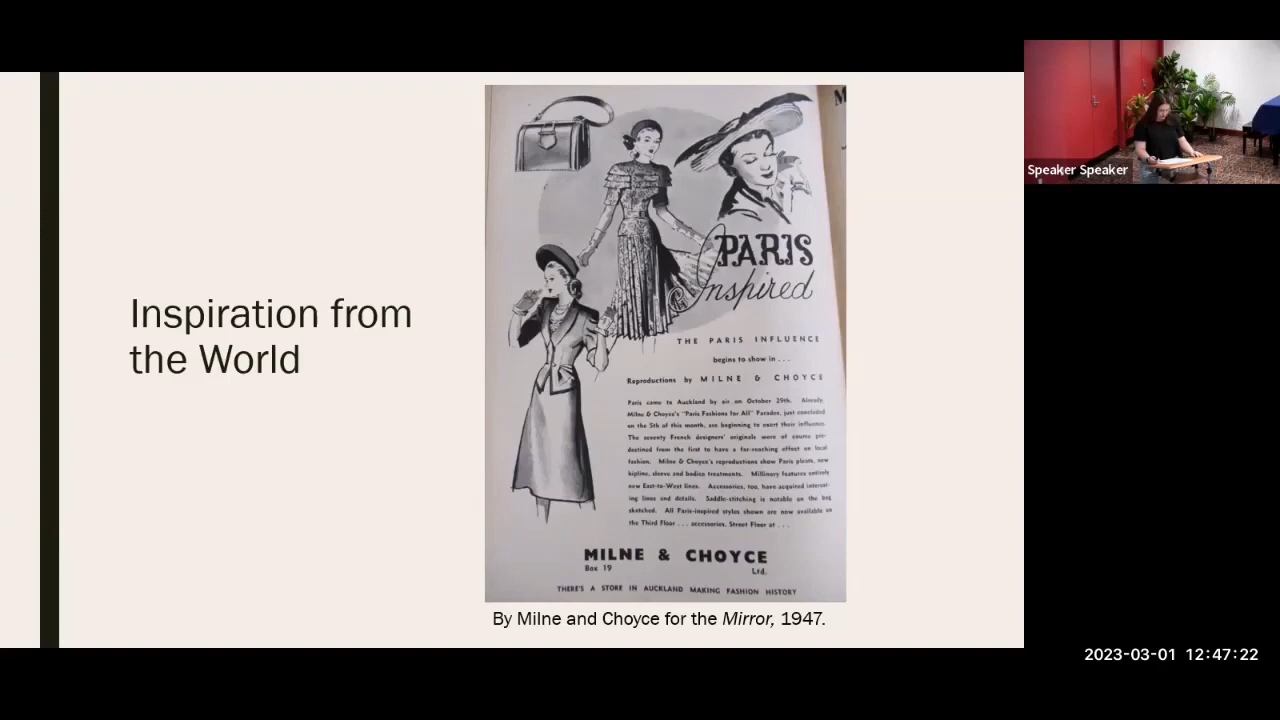 Inspiration from
the World
M
PARIS
Inspired
THE PARIS INFLUENCE
begins to show in . . .
Reproductions by MILNE & CHOYCE
Paris came to Auckland by air on October 29th. Already
Milne & Choyce's "Paris Fashions for All" Parades, just concluded
on the 5th of this month, are beginning to exert their influence.
The seventy French designers' originals were of course pre-
destined from the first to have a far-reaching effect on local
fashion. Milne & Choyce's reproductions show Paris pleats, new
hipline, sleeve and bodice treatments. Millinery features entirely
new East-to-West lines. Accessories, too, have acquired interest-
ing lines and details. Saddle-stitching is notable on the bag
sketched. All Paris-inspired styles shown are now available on
the Third Floor . . . accessories, Street Floor at . . .
MILNE & CHOYCE
Box 19 Ltd.
THERE'S A STORE IN AUCKLAND MAKING FASHION HISTORY
By Milne and Choyce for the Mirror, 1947.
Speaker Speaker
2023-03-01 12:47:22